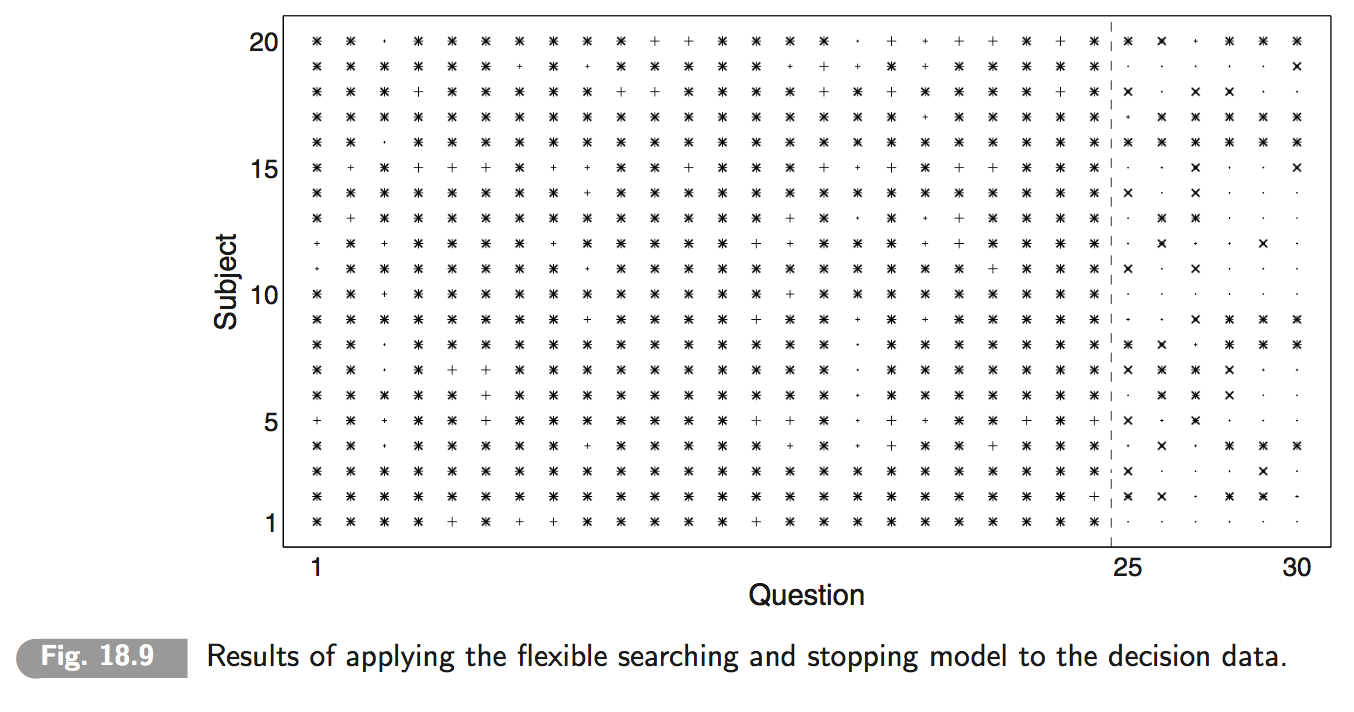 20
15
Subject
10
5
1
1 25 30
Question
Fig. 18.9 Results of applying the flexible searching and stopping model to the decision data.